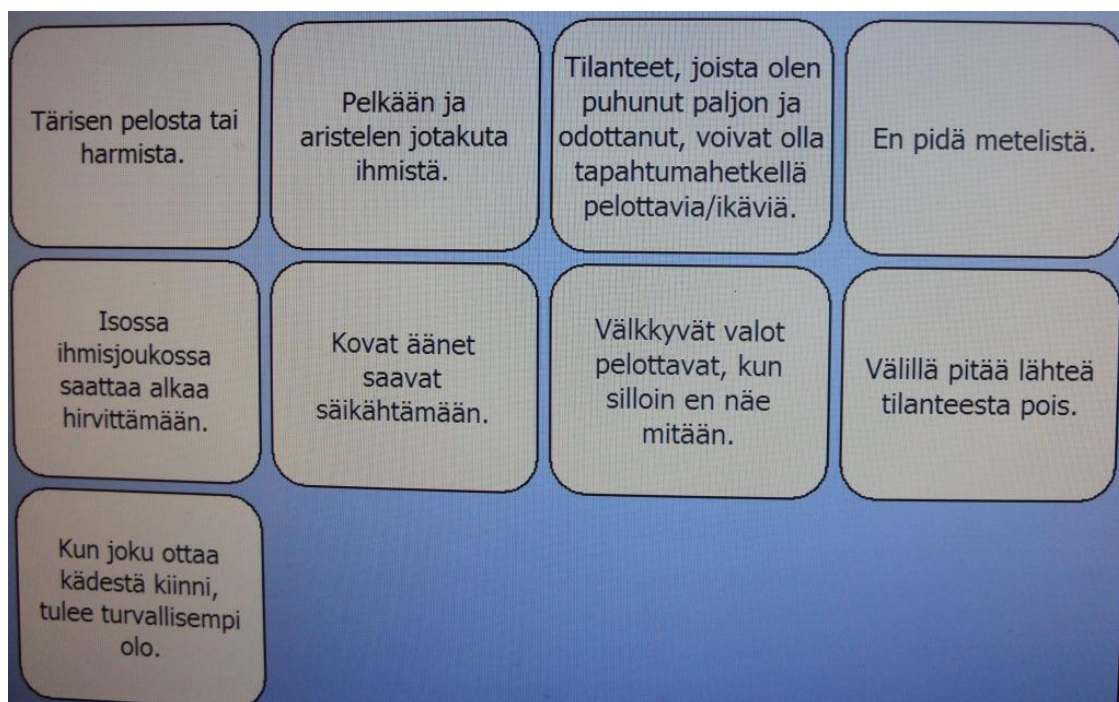 Tärisen pelosta tai
harmista.
Pelkään ja
aristelen jotakuta
ihmistä.
Tilanteet, joista olen
puhunut paljon ja
odottanut, voivat olla
tapahtumahetkellä
pelottavia/ikäviä.
En pidä metelistä.
Isossa
ihmisjoukossa
saattaa alkaa
hirvittämään.
Kovat äänet
saavat
säikähtämään.
Välkkyvät valot
pelottavat, kun
silloin en näe
mitään.
Välillä pitää lähteä
tilanteesta pois.
Kun joku ottaa
kädestä kiinni,
tulee turvallisempi
olo.